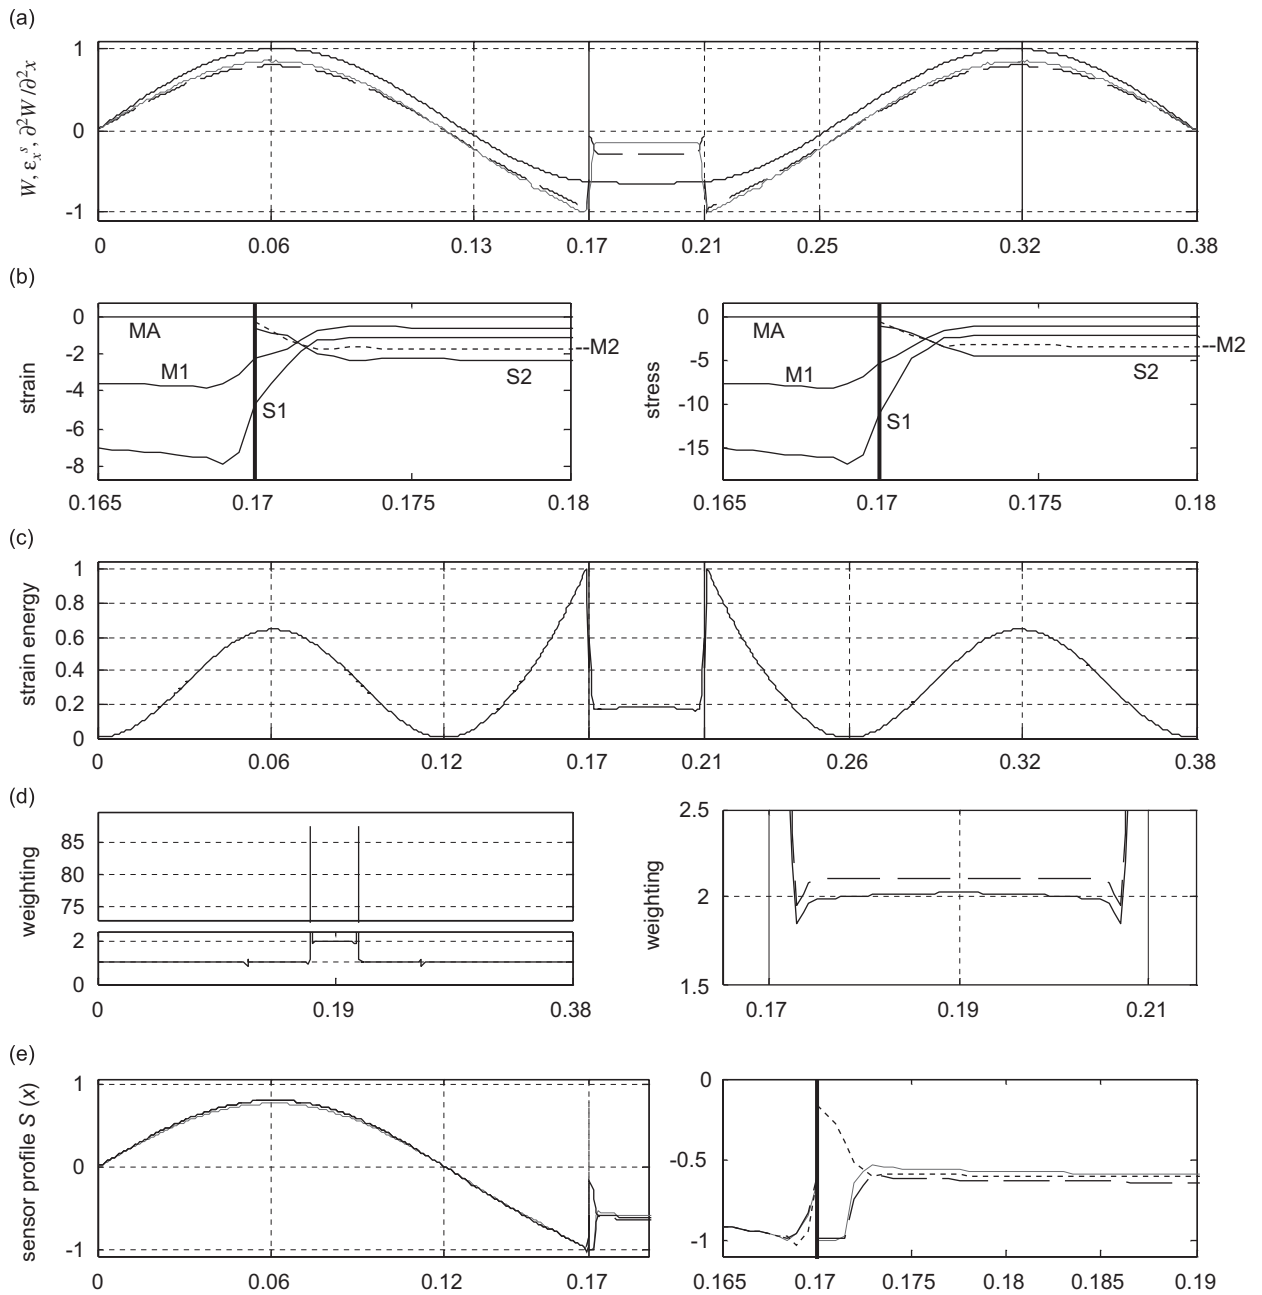 (a)
W, εₓˢ, ∂²W/∂²x
1
0
-1
0 0.06 0.13 0.17 0.21 0.25 0.32 0.38
(b)
strain
0
-2
-4
-6
-8
MA
M1
S1
M2
S2
0.165 0.17 0.175 0.18
stress
0
-5
-10
-15
MA
M1
S1
M2
S2
0.165 0.17 0.175 0.18
(c)
strain energy
1
0.8
0.6
0.4
0.2
0
0 0.06 0.12 0.17 0.21 0.26 0.32 0.38
(d)
weighting
85
80
75
2
0
0 0.19 0.38
weighting
2.5
2
1.5
0.17 0.19 0.21
(e)
sensor profile S (x)
1
0
-1
0 0.06 0.12 0.17
0
-0.5
-1
0.165 0.17 0.175 0.18 0.185 0.19